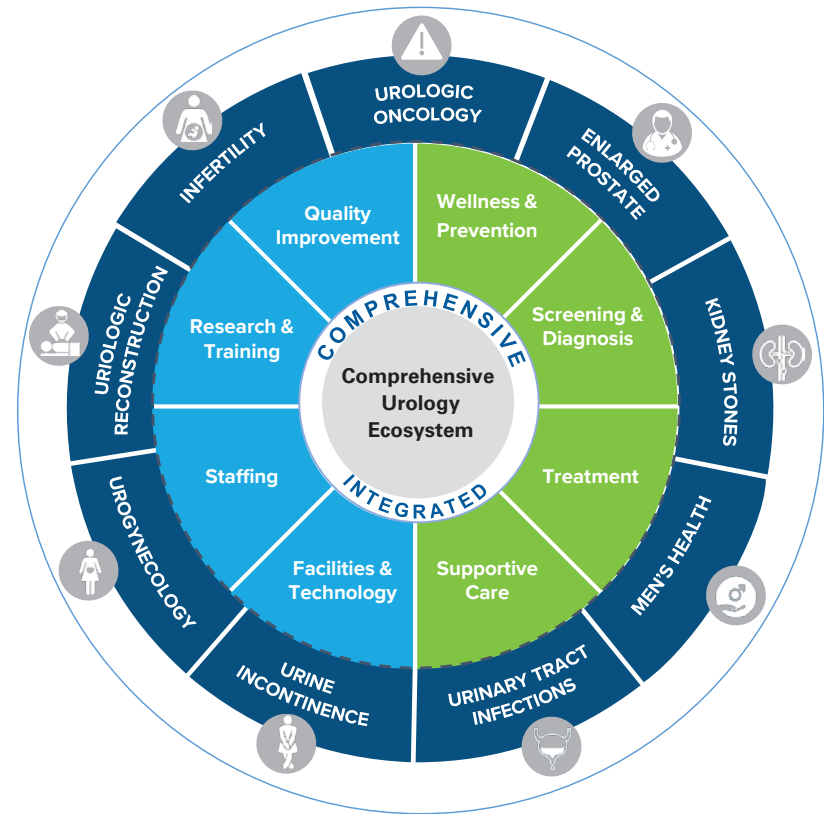 UROLOGIC
ONCOLOGY
ENLARGED
PROSTATE
KIDNEY STONES
MEN'S HEALTH
URINARY TRACT
INFECTIONS
URINE
INCONTINENCE
UROGYNECOLOGY
URIOLOGIC
RECONSTRUCTION
INFERTILITY
Wellness &
Prevention
Screening &
Diagnosis
Treatment
Supportive
Care
Facilities &
Technology
Staffing
Research &
Training
Quality
Improvement
COMPREHENSIVE
Comprehensive
Urology
Ecosystem
INTEGRATED